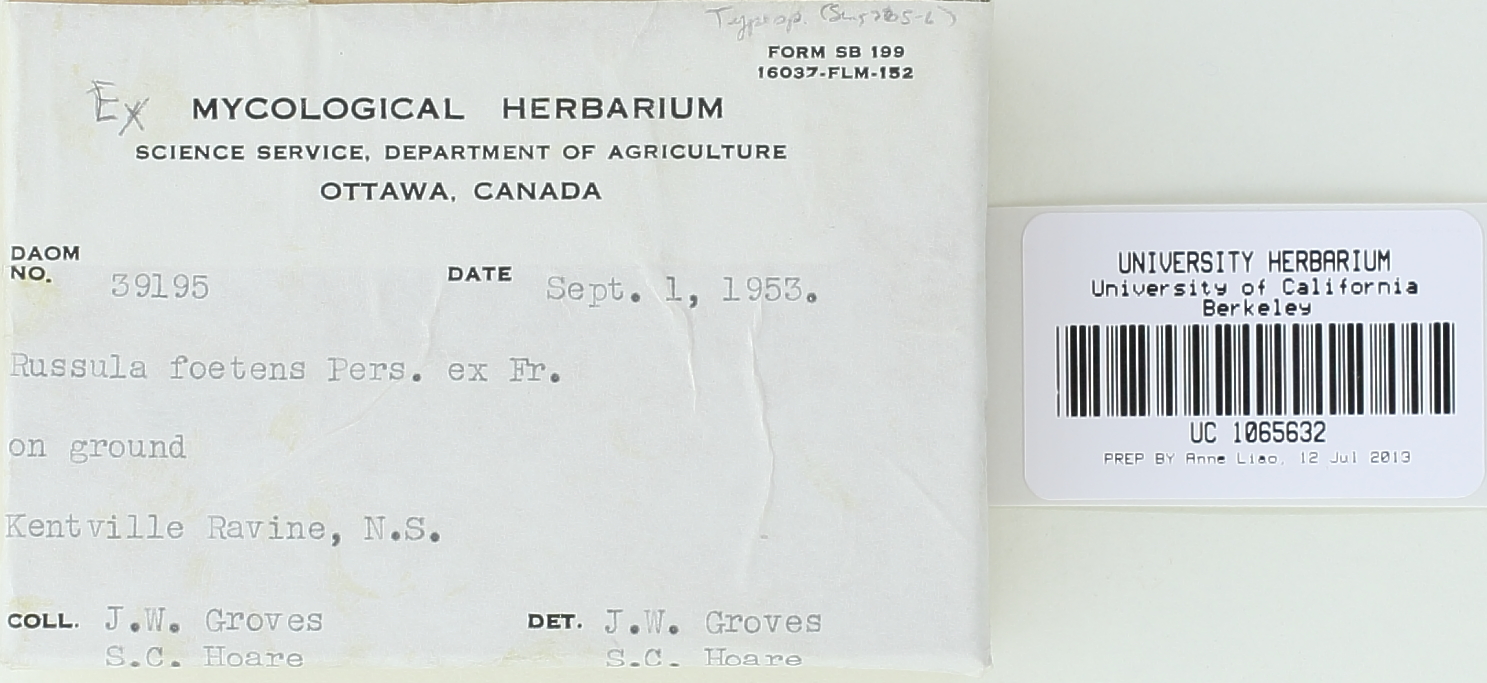 Type sp.
FORM SB 199
16037-FLM-152
Ex MYCOLOGICAL HERBARIUM
SCIENCE SERVICE, DEPARTMENT OF AGRICULTURE
OTTAWA, CANADA
DAOM
NO. 39195 DATE Sept. 1, 1953.
Russula foetens Pers. ex Fr.
on ground
Kentville Ravine, N.S.
COLL. J.W. Groves DET. J.W. Groves
S.C. Hoare S.C. Hoare
UNIVERSITY HERBARIUM
University of California
Berkeley
UC 1065632
PREP BY Anne Liao, 12 Jul 2013